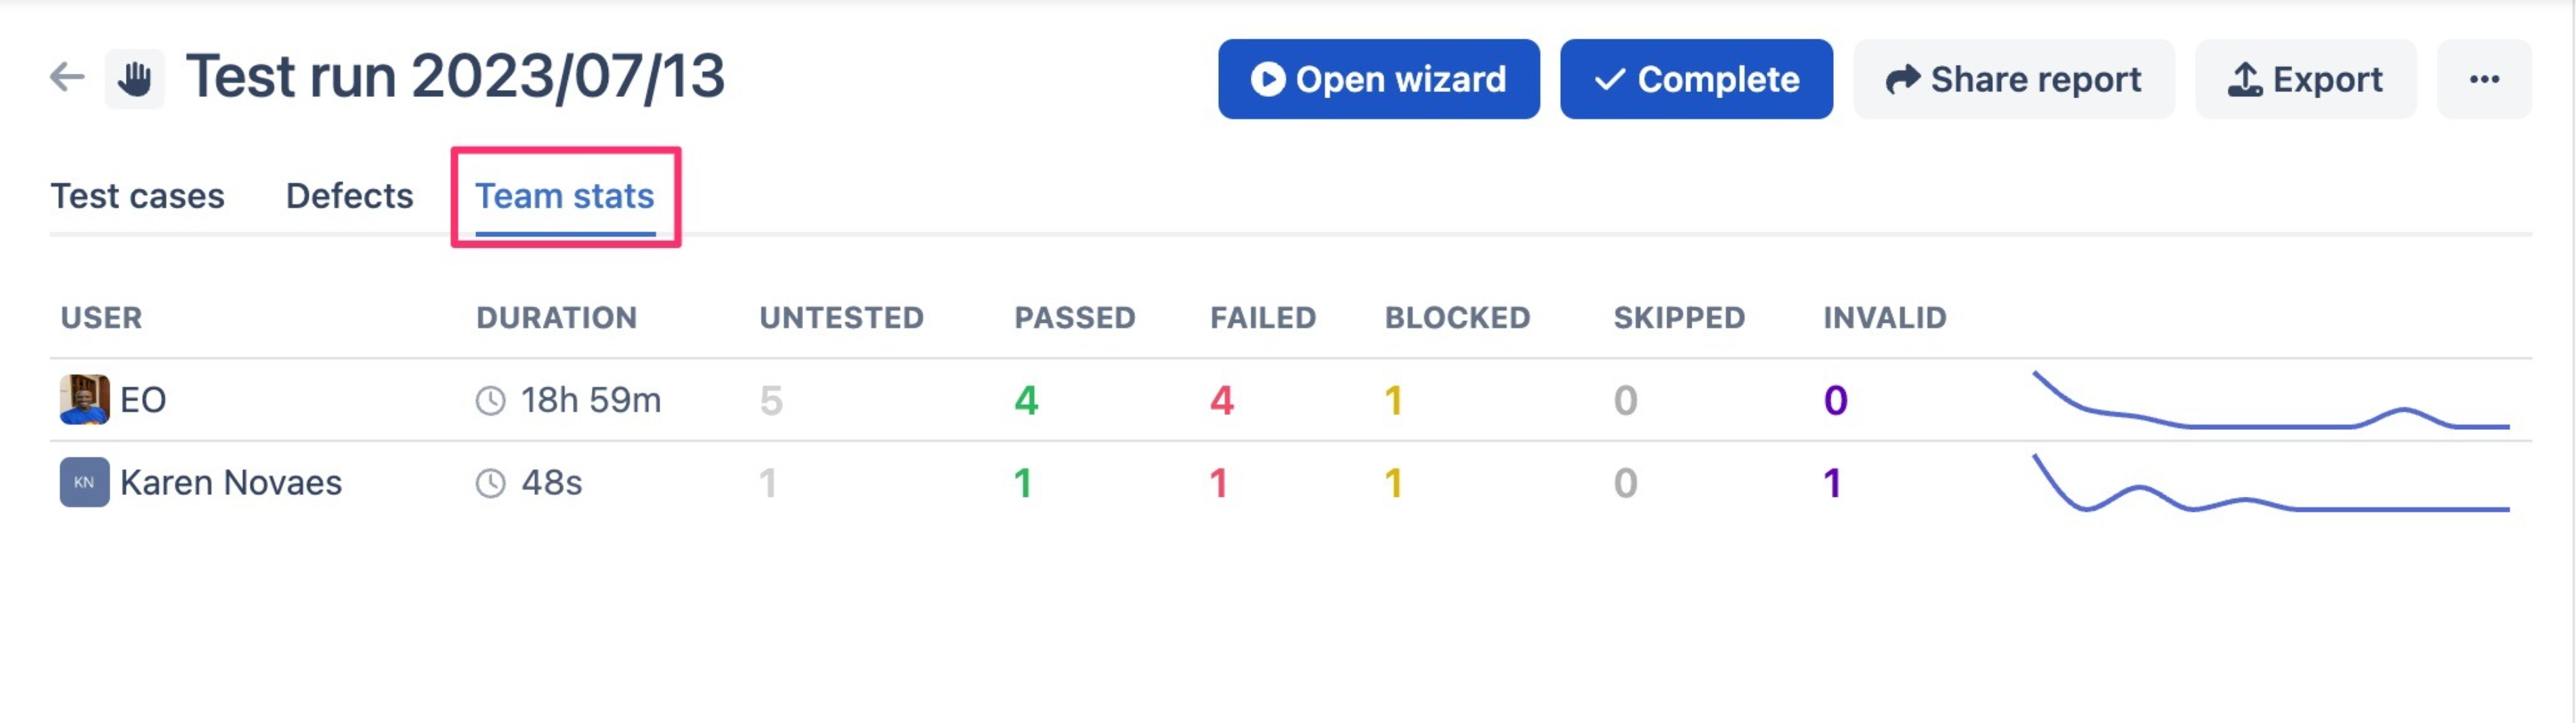 Test run 2023/07/13 Open wizard Complete Share report Export ...
Test cases Defects Team stats
USER DURATION UNTESTED PASSED FAILED BLOCKED SKIPPED INVALID
EO 18h 59m 5 4 4 1 0 0
KN Karen Novaes 48s 1 1 1 1 0 1